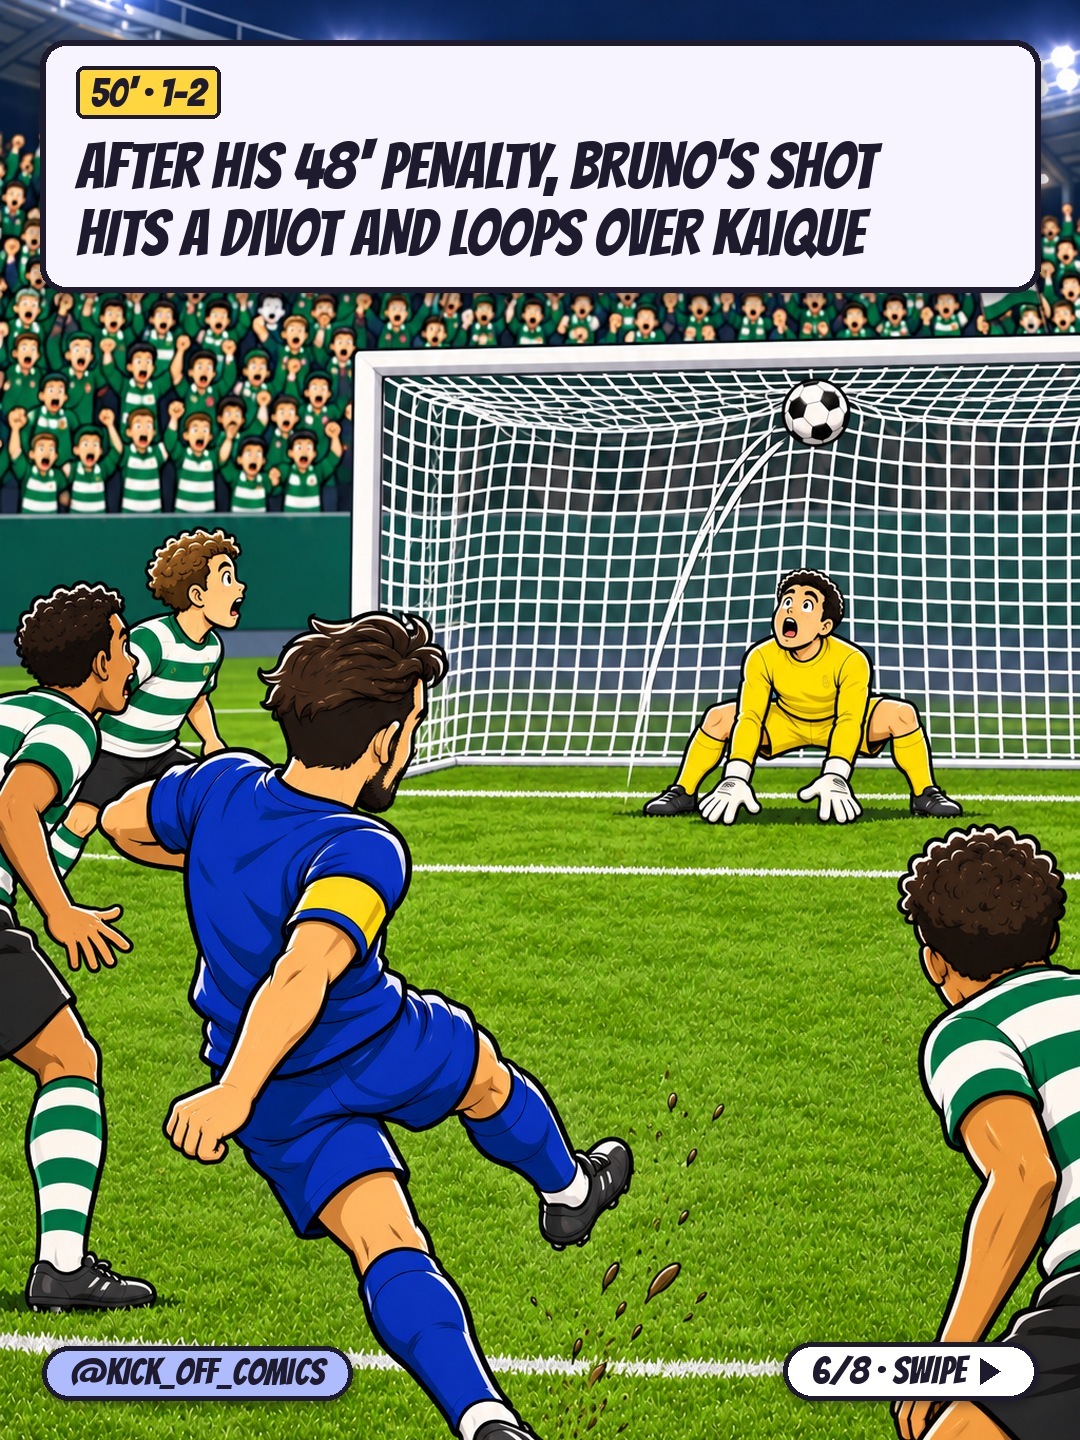 50' • 1-2
AFTER HIS 48' PENALTY, BRUNO'S SHOT
HITS A DIVOT AND LOOPS OVER KAIQUE
@KICK_OFF_COMICS
6/8 • SWIPE ▶